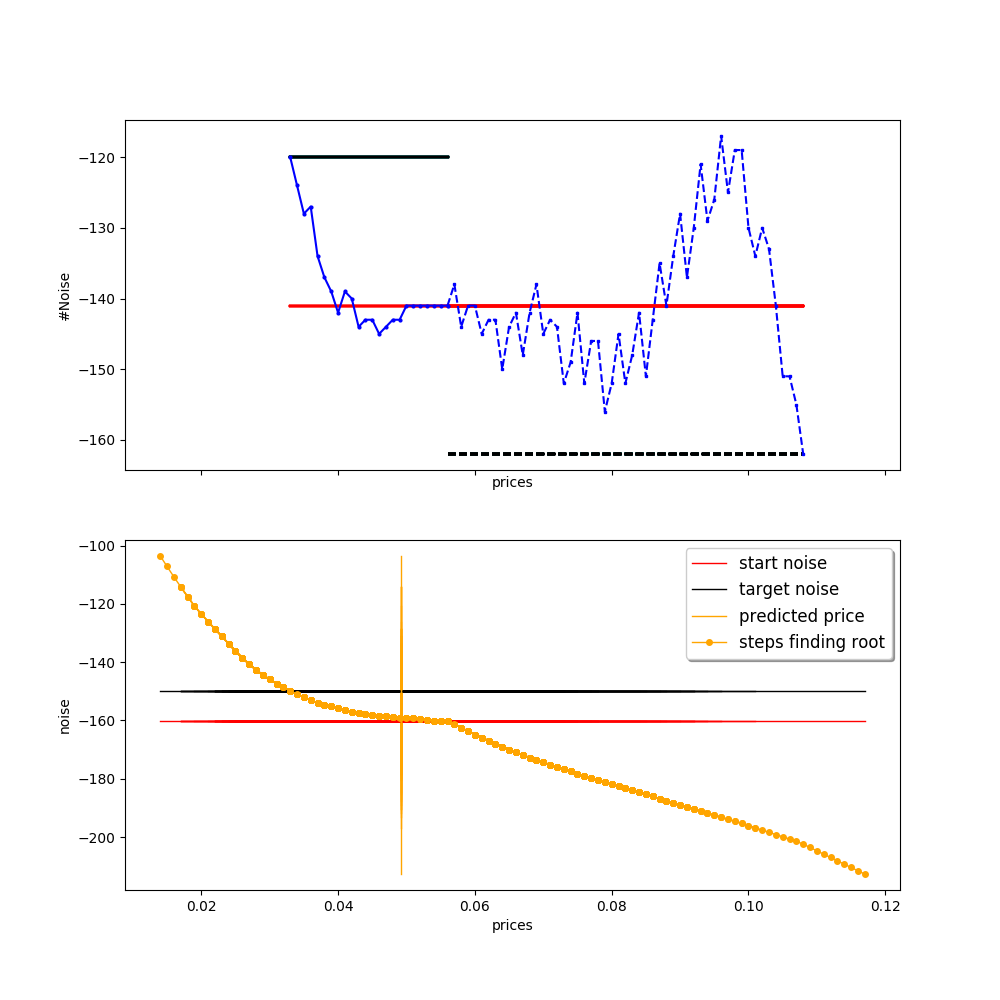 #Noise
−120
−130
−140
−150
−160
prices
noise
−100
−120
−140
−160
−180
−200
start noise
target noise
predicted price
steps finding root
0.02 0.04 0.06 0.08 0.10 0.12
prices